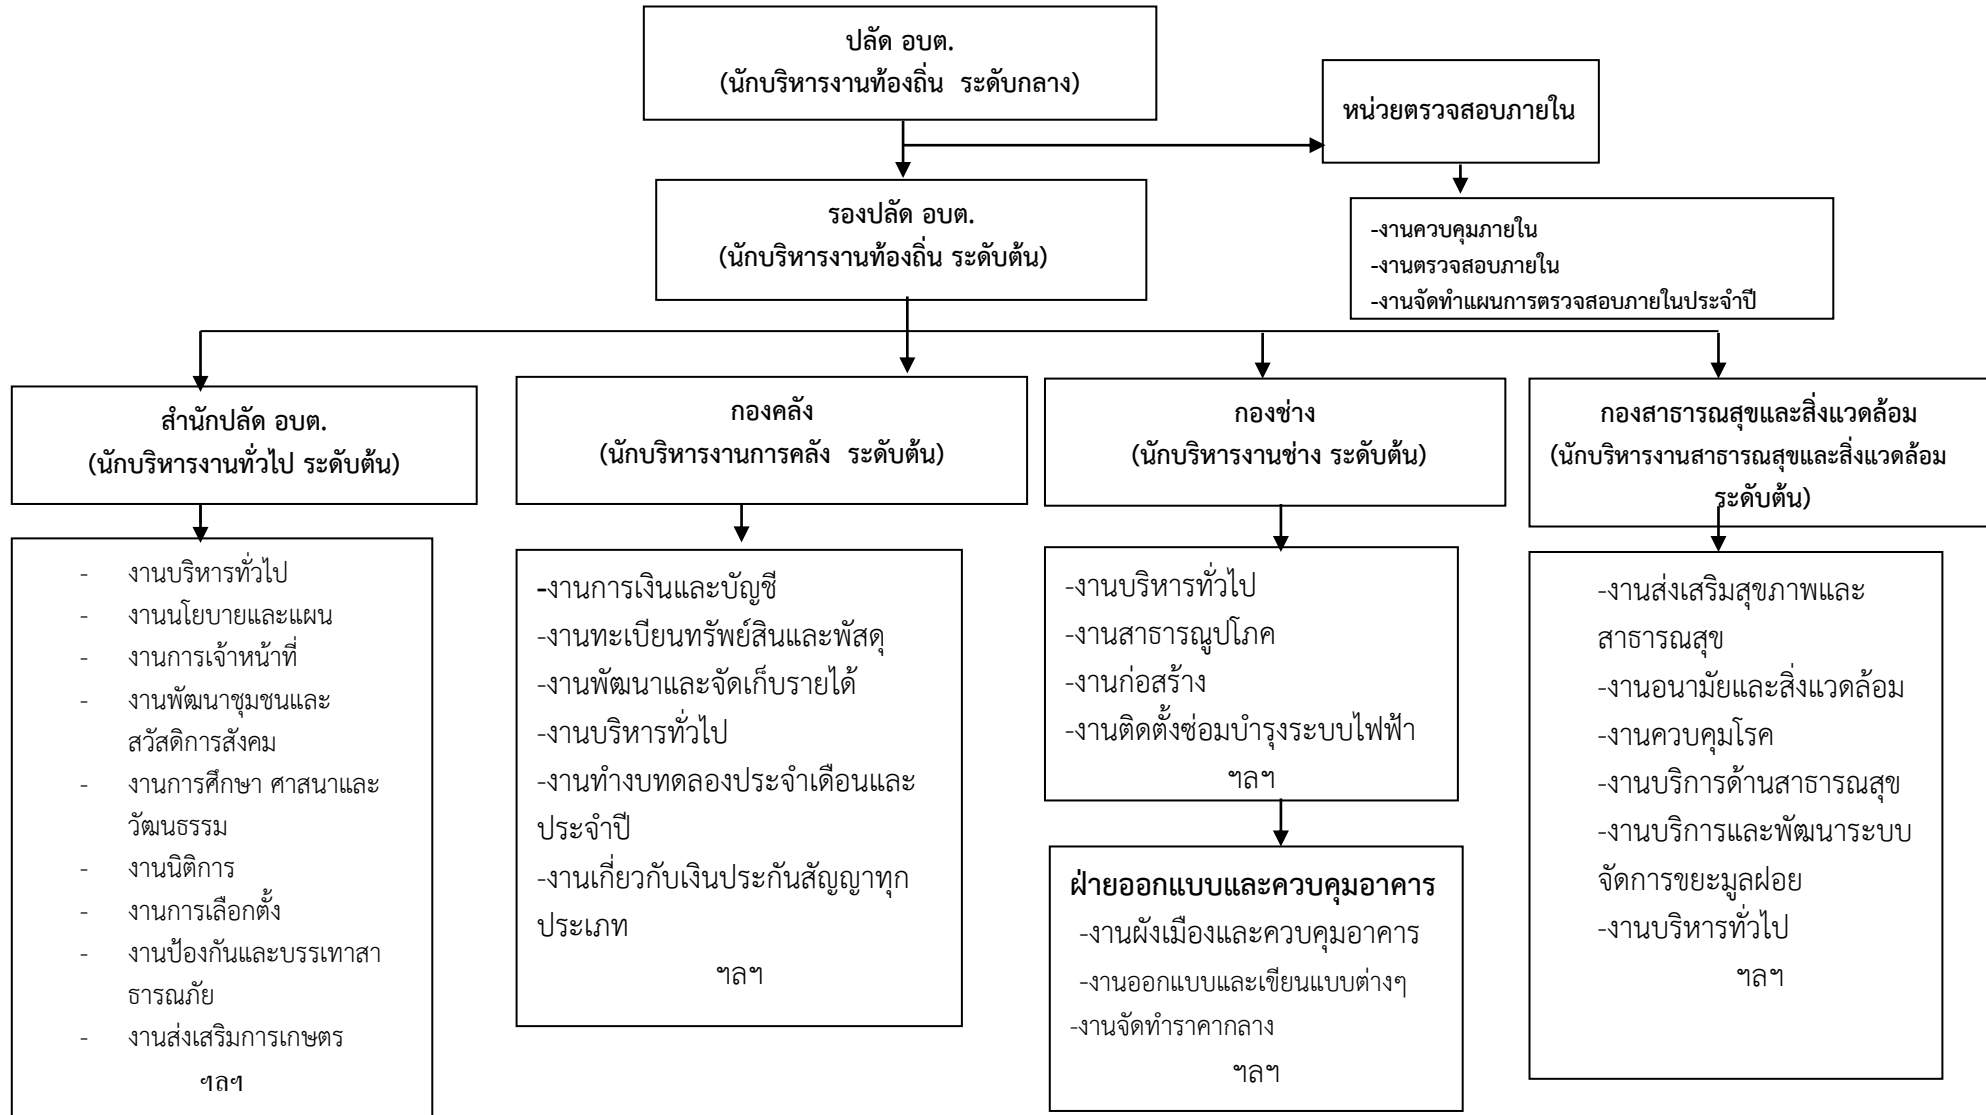 ปลัด อบต.
(นักบริหารงานท้องถิ่น  ระดับกลาง)
หน่วยตรวจสอบภายใน
รองปลัด อบต.
(นักบริหารงานท้องถิ่น ระดับต้น)
-งานควบคุมภายใน
-งานตรวจสอบภายใน
-งานจัดทำแผนการตรวจสอบภายในประจำปี
สำนักปลัด อบต.
(นักบริหารงานทั่วไป ระดับต้น)
กองคลัง
(นักบริหารงานการคลัง  ระดับต้น)
กองช่าง
(นักบริหารงานช่าง ระดับต้น)
กองสาธารณสุขและสิ่งแวดล้อม
(นักบริหารงานสาธารณสุขและสิ่งแวดล้อม
ระดับต้น)
- งานบริหารทั่วไป
- งานนโยบายและแผน
- งานการเจ้าหน้าที่
- งานพัฒนาชุมชนและ
สวัสดิการสังคม
- งานการศึกษา ศาสนาและ
วัฒนธรรม
- งานนิติการ
- งานการเลือกตั้ง
- งานป้องกันและบรรเทาสา
ธารณภัย
- งานส่งเสริมการเกษตร
ฯลฯ
-งานการเงินและบัญชี
-งานทะเบียนทรัพย์สินและพัสดุ
-งานพัฒนาและจัดเก็บรายได้
-งานบริหารทั่วไป
-งานทำงบทดลองประจำเดือนและ
ประจำปี
-งานเกี่ยวกับเงินประกันสัญญาทุก
ประเภท
ฯลฯ
-งานบริหารทั่วไป
-งานสาธารณูปโภค
-งานก่อสร้าง
-งานติดตั้งซ่อมบำรุงระบบไฟฟ้า
ฯลฯ
ฝ่ายออกแบบและควบคุมอาคาร
-งานผังเมืองและควบคุมอาคาร
-งานออกแบบและเขียนแบบต่างๆ
-งานจัดทำราคากลาง
ฯลฯ
-งานส่งเสริมสุขภาพและ
สาธารณสุข
-งานอนามัยและสิ่งแวดล้อม
-งานควบคุมโรค
-งานบริการด้านสาธารณสุข
-งานบริการและพัฒนาระบบ
จัดการขยะมูลฝอย
-งานบริหารทั่วไป
ฯลฯ